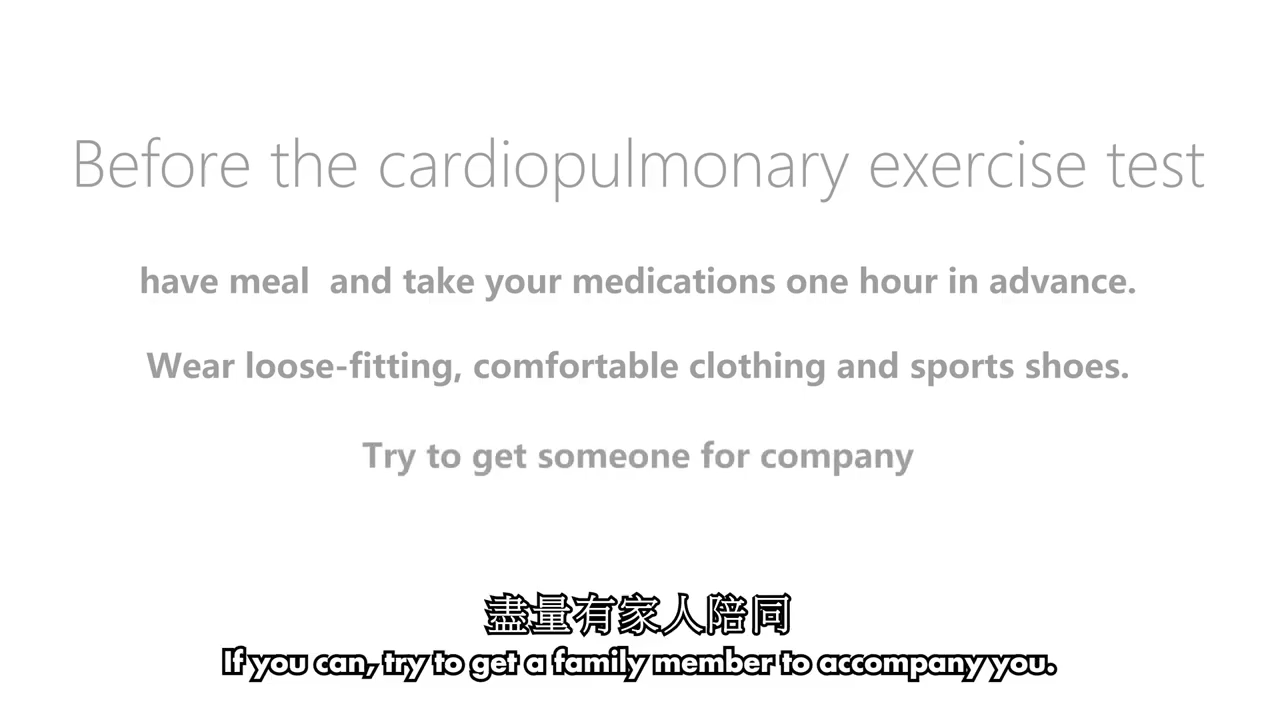 Before the cardiopulmonary exercise test
have meal  and take your medications one hour in advance.
Wear loose-fitting, comfortable clothing and sports shoes.
Try to get someone for company
盡量有家人陪同
If you can, try to get a family member to accompany you.